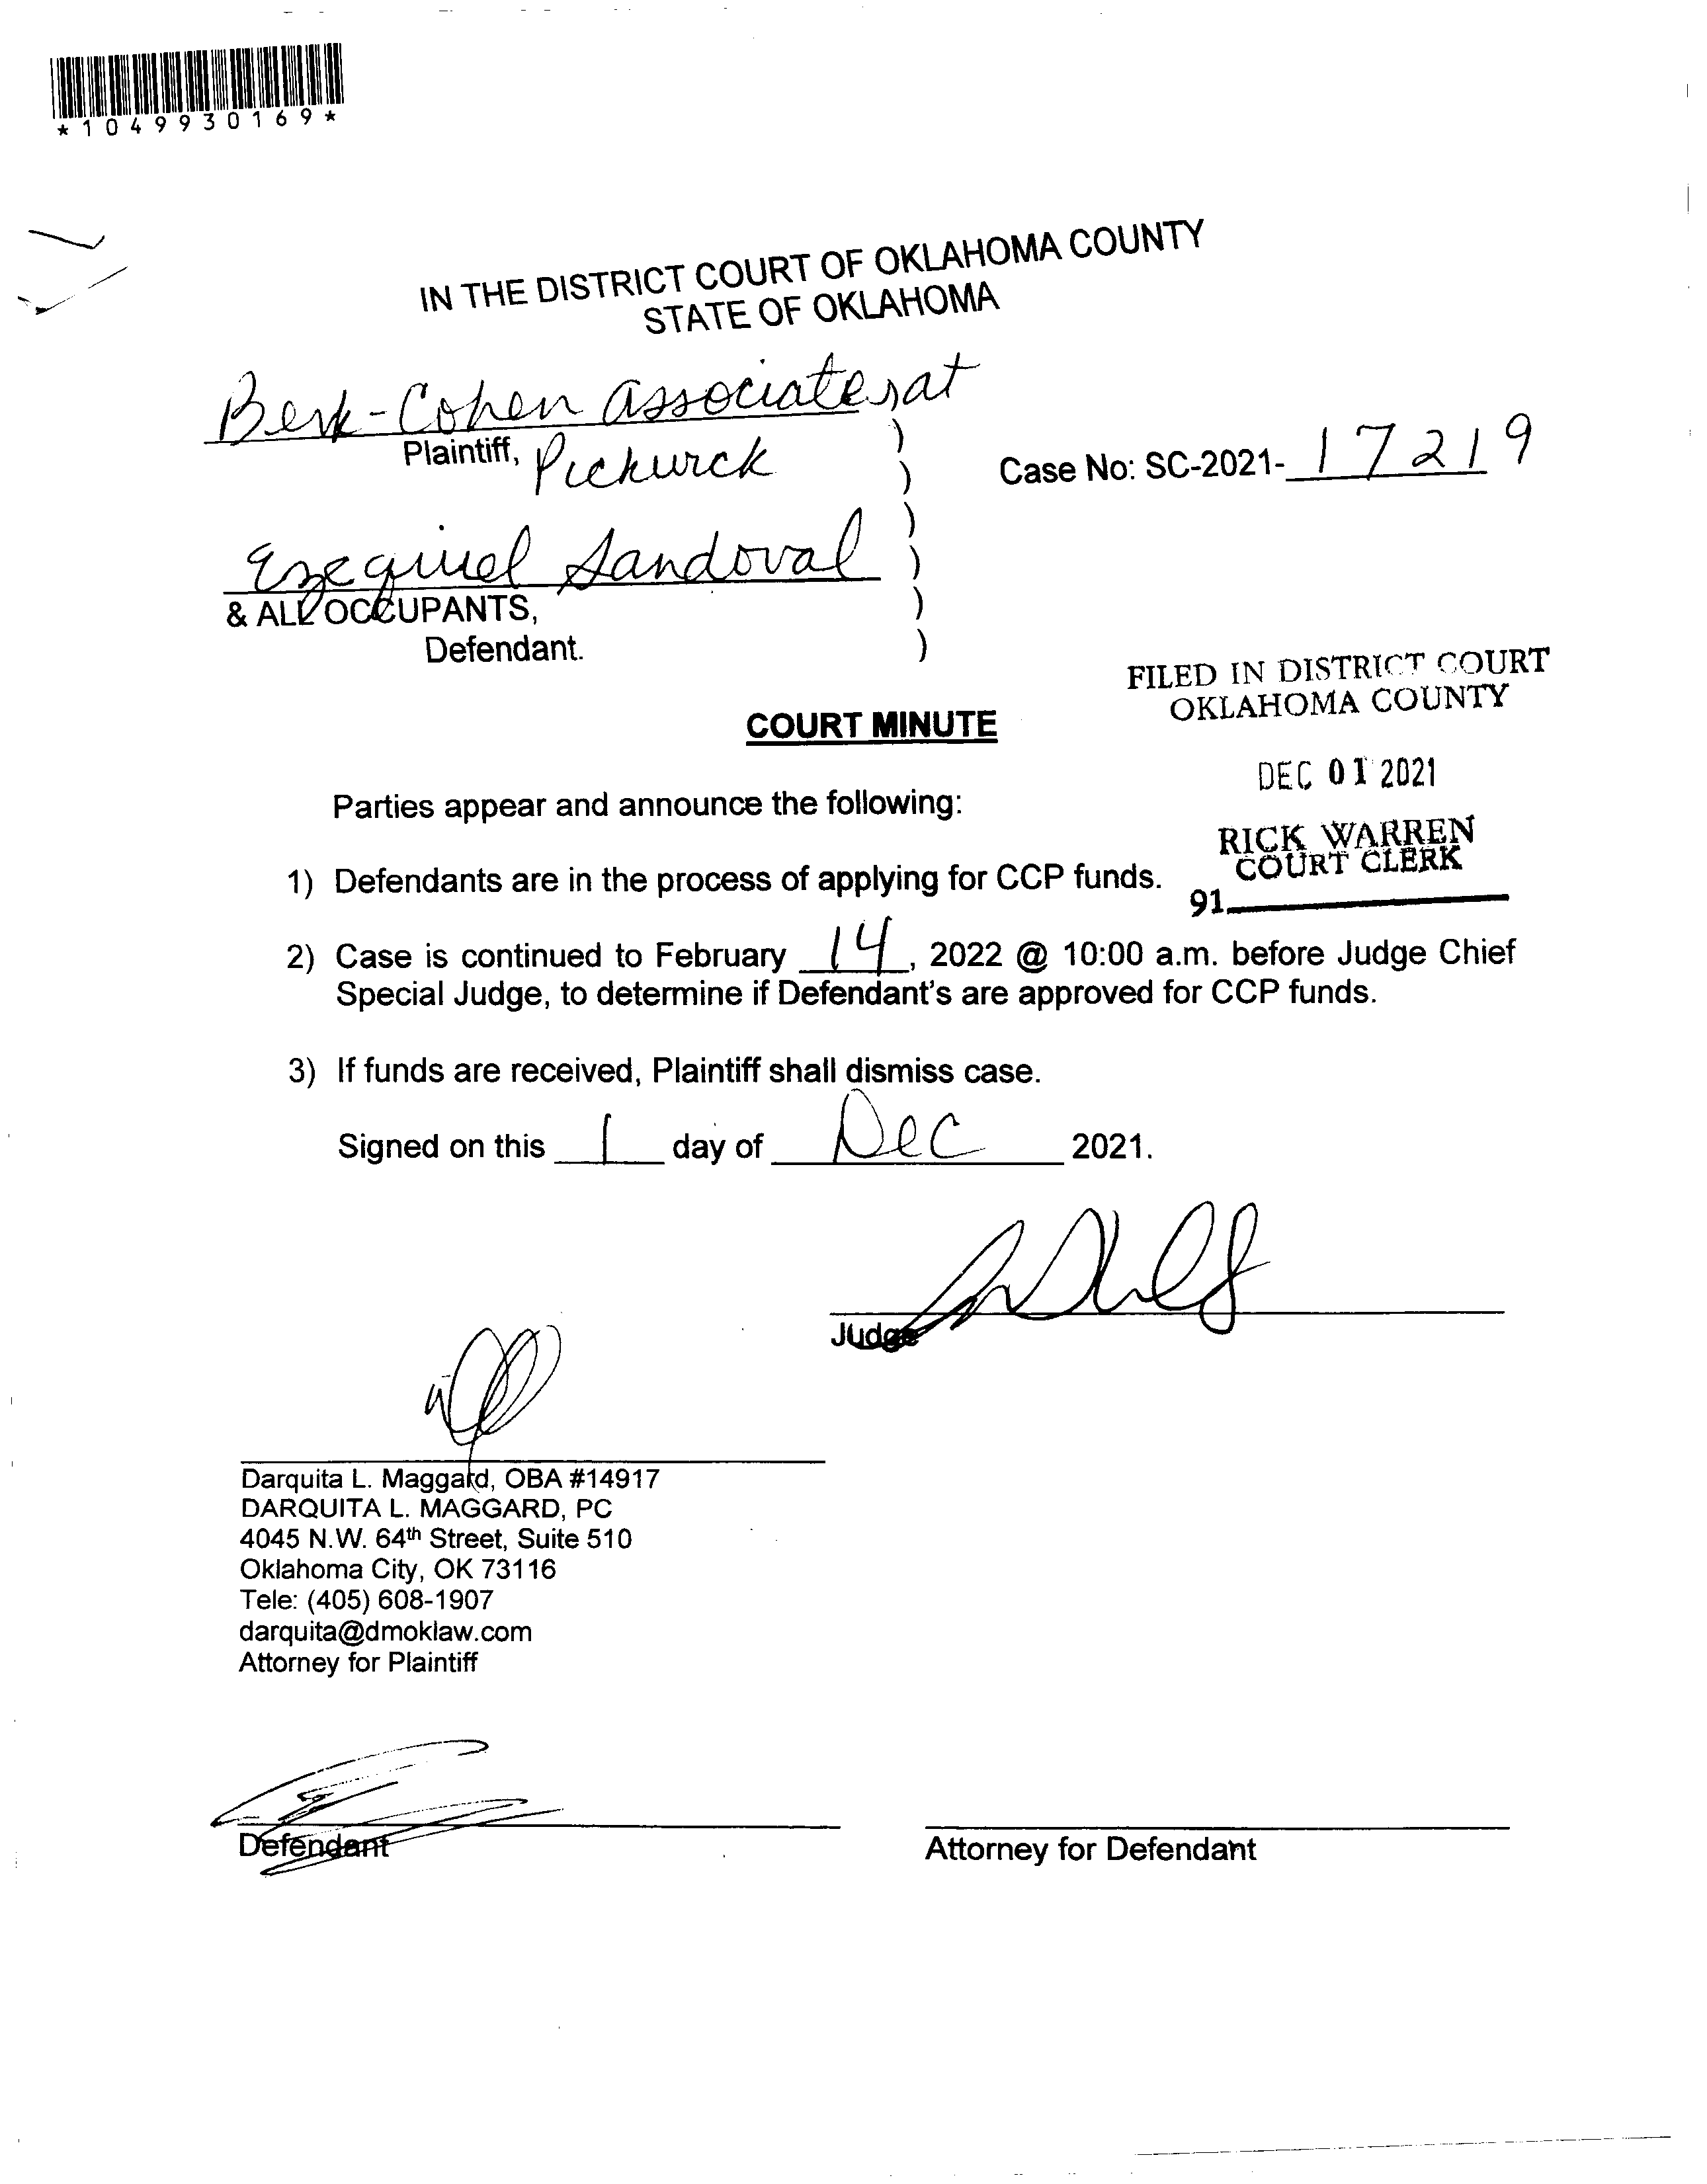 *1049930169*
IN THE DISTRICT COURT OF OKLAHOMA COUNTY
STATE OF OKLAHOMA
Berk-Cohen Associates at
Plaintiff, Pickwick
)
)
)
)
)
)
Case No: SC-2021-17219
Ezequiel Sandoval
& ALL OCCUPANTS,
Defendant.
FILED IN DISTRICT COURT
OKLAHOMA COUNTY
DEC 01 2021
RICK WARREN
COURT CLERK
91
COURT MINUTE
Parties appear and announce the following:
1) Defendants are in the process of applying for CCP funds.
2) Case is continued to February 14, 2022 @ 10:00 a.m. before Judge Chief
Special Judge, to determine if Defendant's are approved for CCP funds.
3) If funds are received, Plaintiff shall dismiss case.
Signed on this 1 day of Dec 2021.
Judge
Darquita L. Maggard, OBA #14917
DARQUITA L. MAGGARD, PC
4045 N.W. 64th Street, Suite 510
Oklahoma City, OK 73116
Tele: (405) 608-1907
darquita@dmoklaw.com
Attorney for Plaintiff
Defendant
Attorney for Defendant